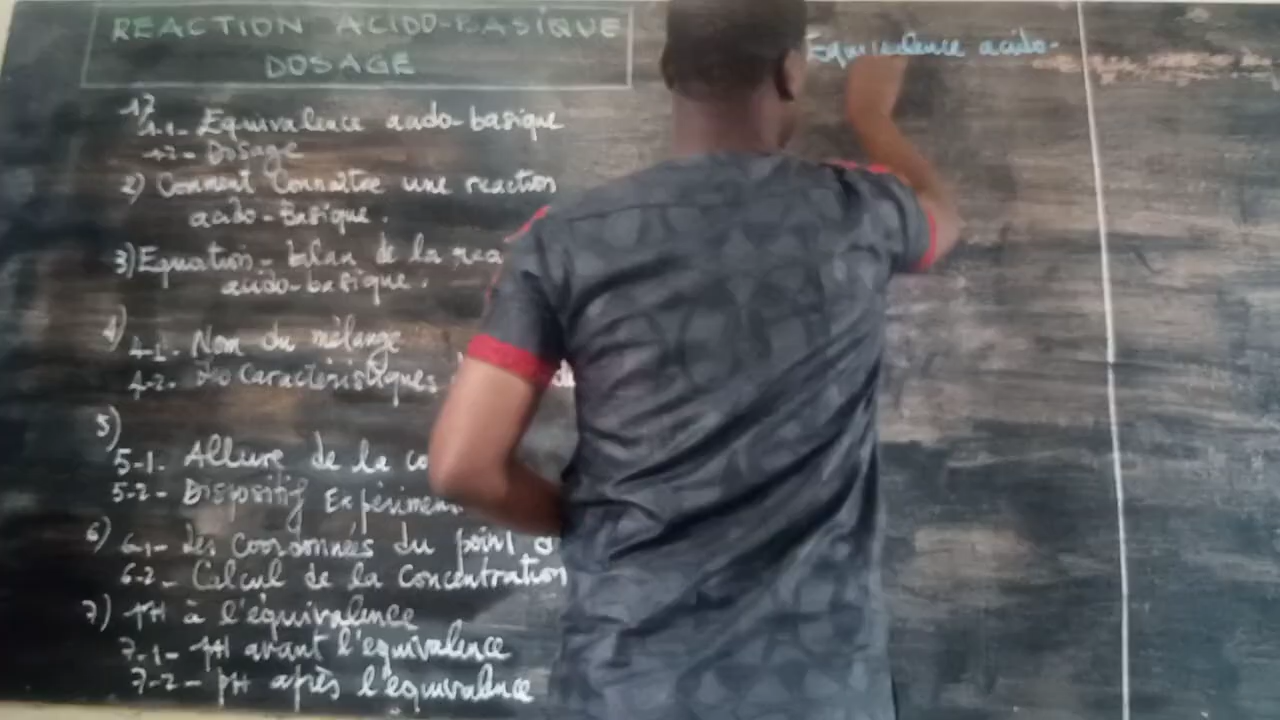 REACTION ACIDO-BASIQUE
DOSAGE
1)
1-1- Equivalence acido-basique
1-2- Dosage
2) Comment Connaître une reaction
acido-Basique.
3) Equation-bilan de la rea
acido-basique.
4)
4-1. Nom du mélange
4-2. Les caractéristiques
5)
5-1. Allure de la co
5-2- Dispositif Expérimen
6) 6-1- Les coordonnées du point d
6-2- Calcul de la concentration
7) pH à l'équivalence
7-1- pH avant l'équivalence
7-2- pH après l'équivalence
Equivalence acido-